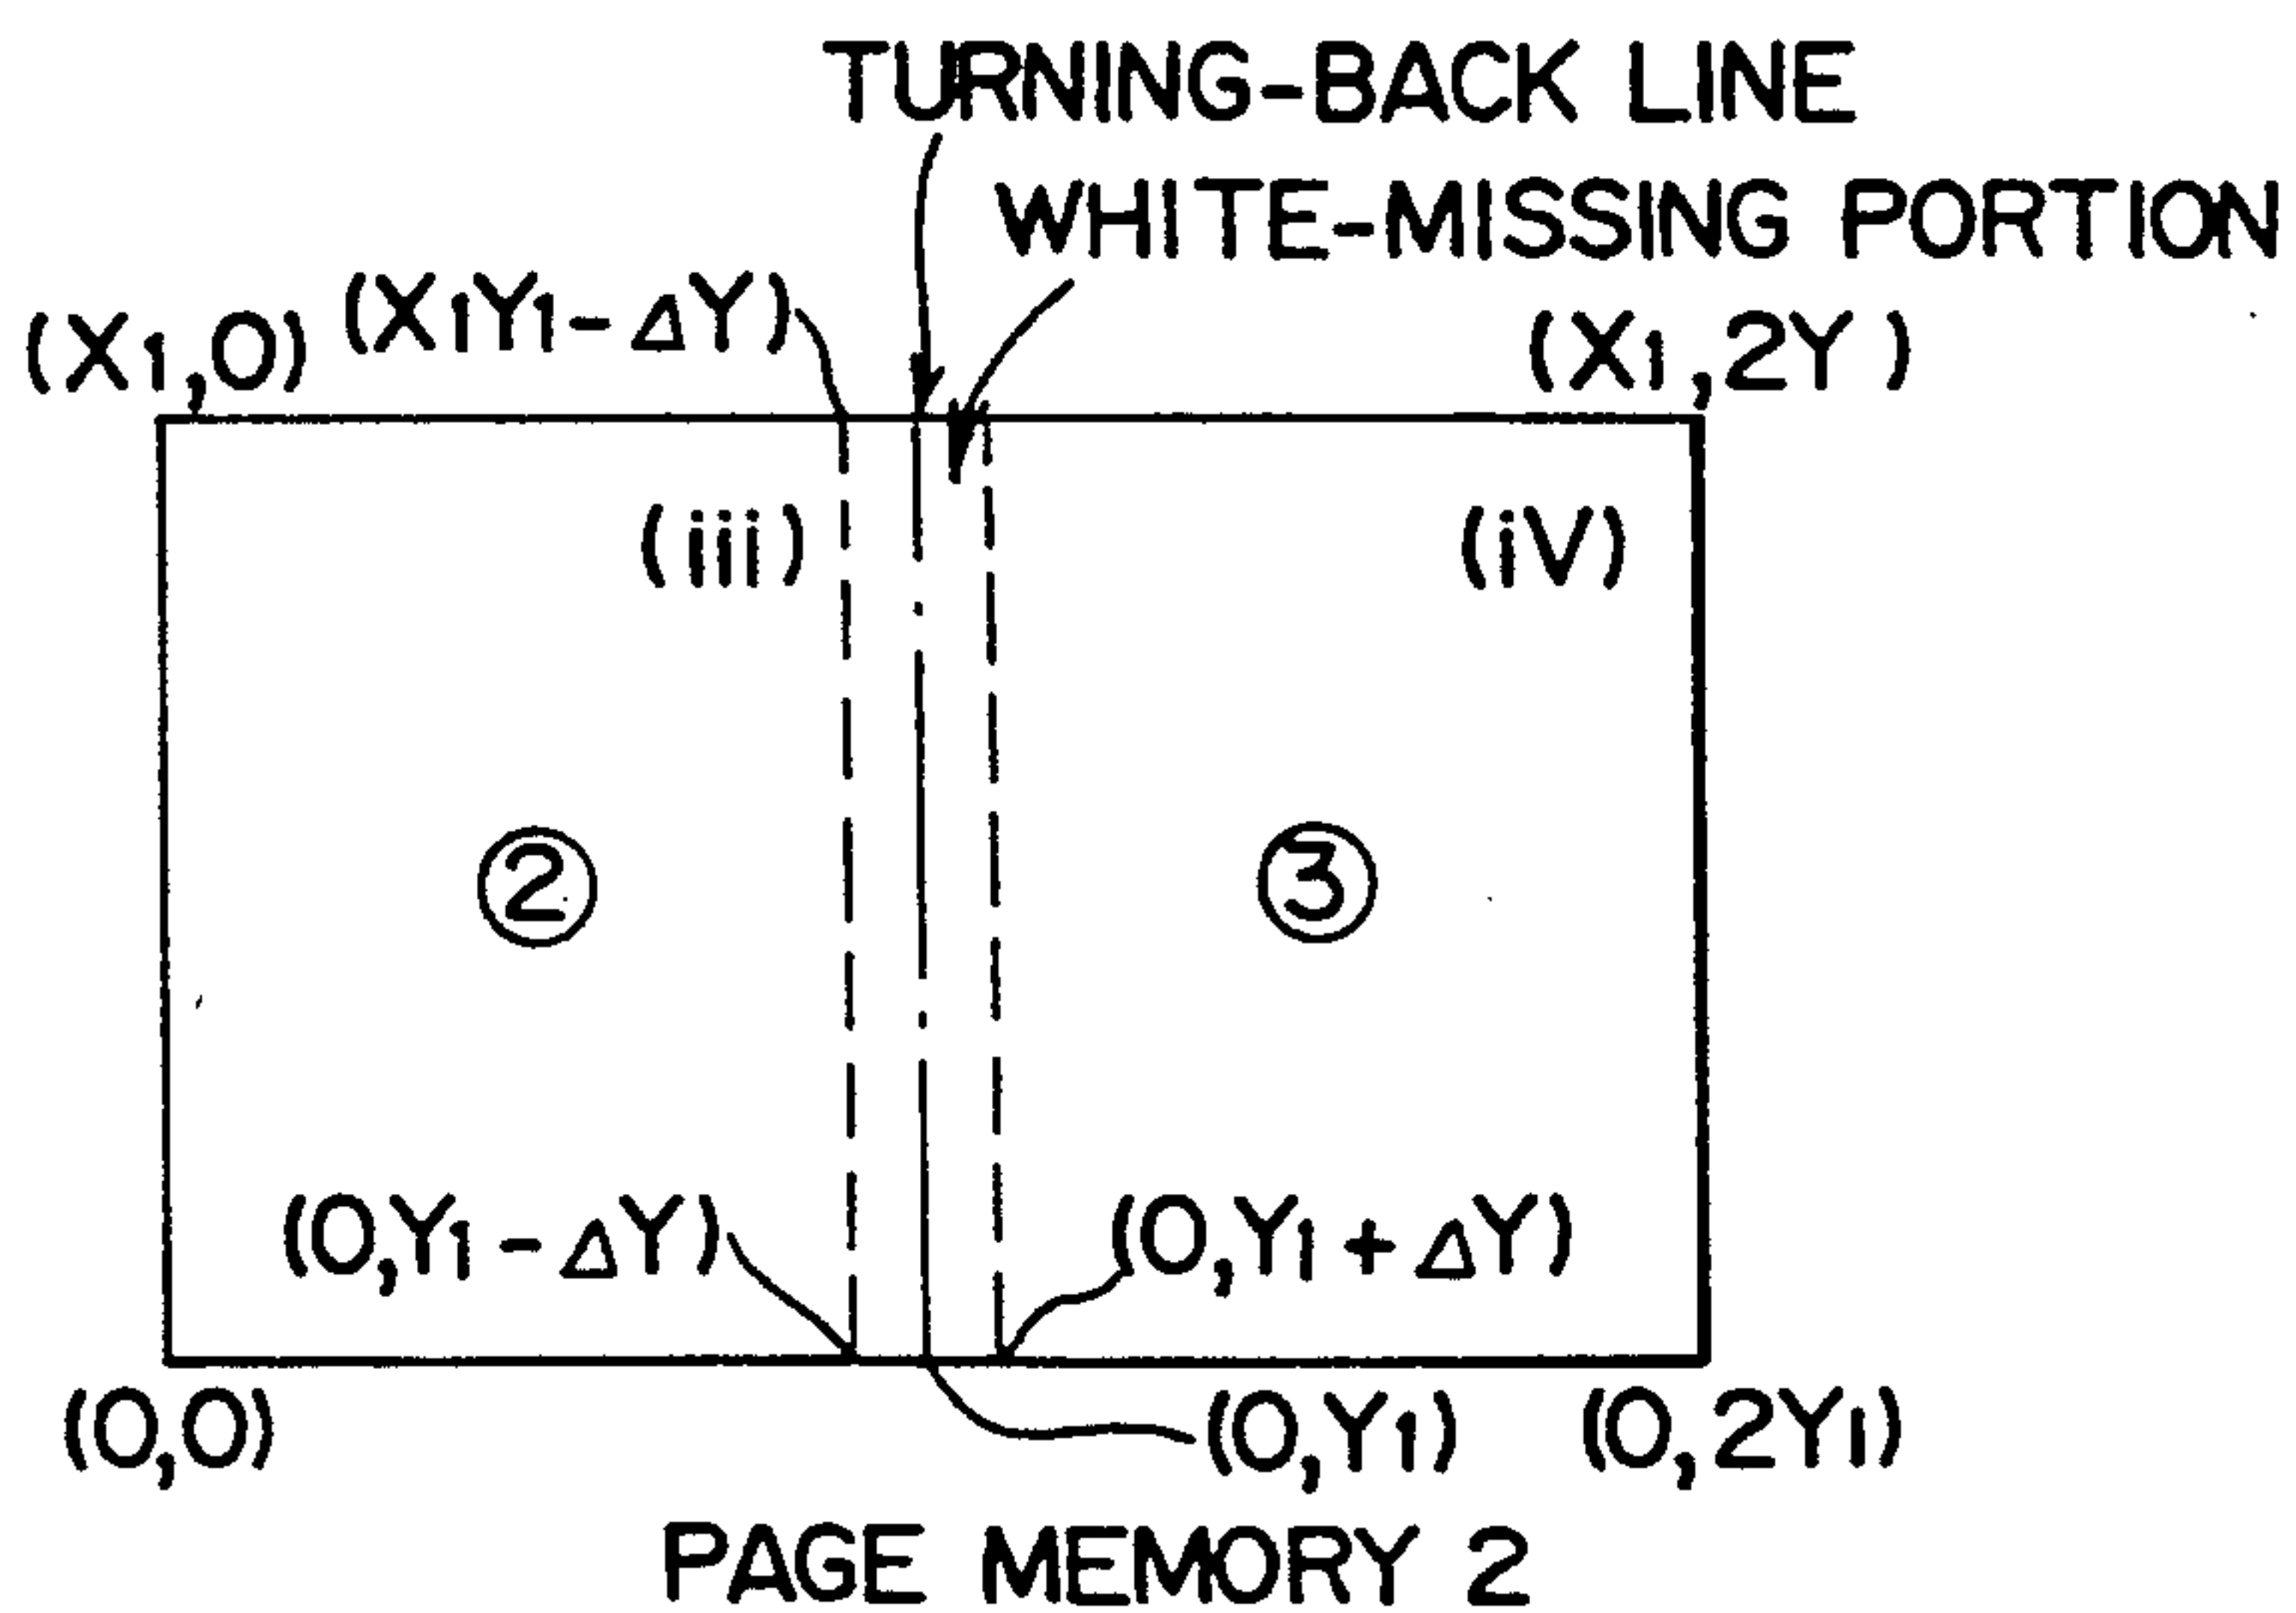 TURNING-BACK LINE
WHITE-MISSING PORTION
(X1,0) (X1Y1-ΔY) (X1,2Y )
(iii) (iV)
② ③
(0,Y1-ΔY) (0,Y1+ΔY)
(0,0) (0,Y1) (0,2Y1)
PAGE MEMORY 2